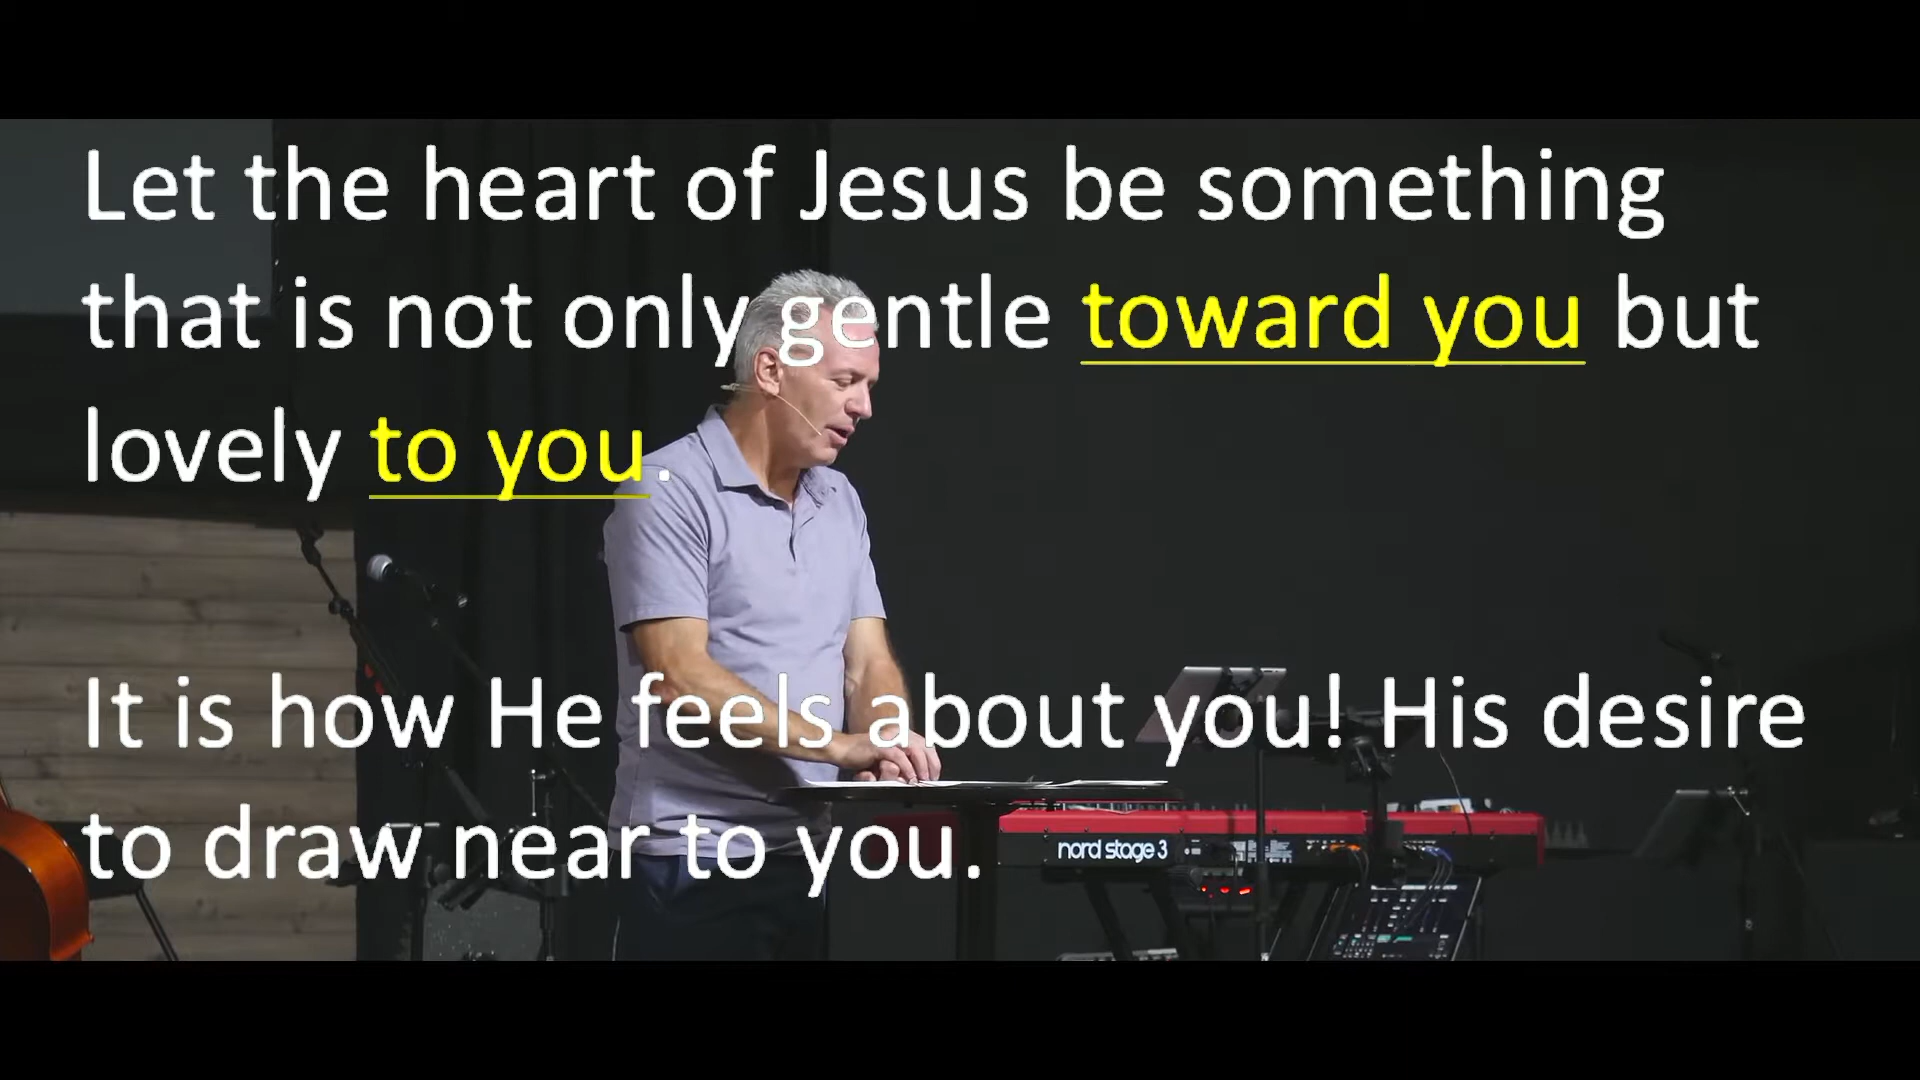 Let the heart of Jesus be something
that is not only gentle toward you but
lovely to you.
It is how He feels about you! His desire
to draw near to you.
nord stage 3